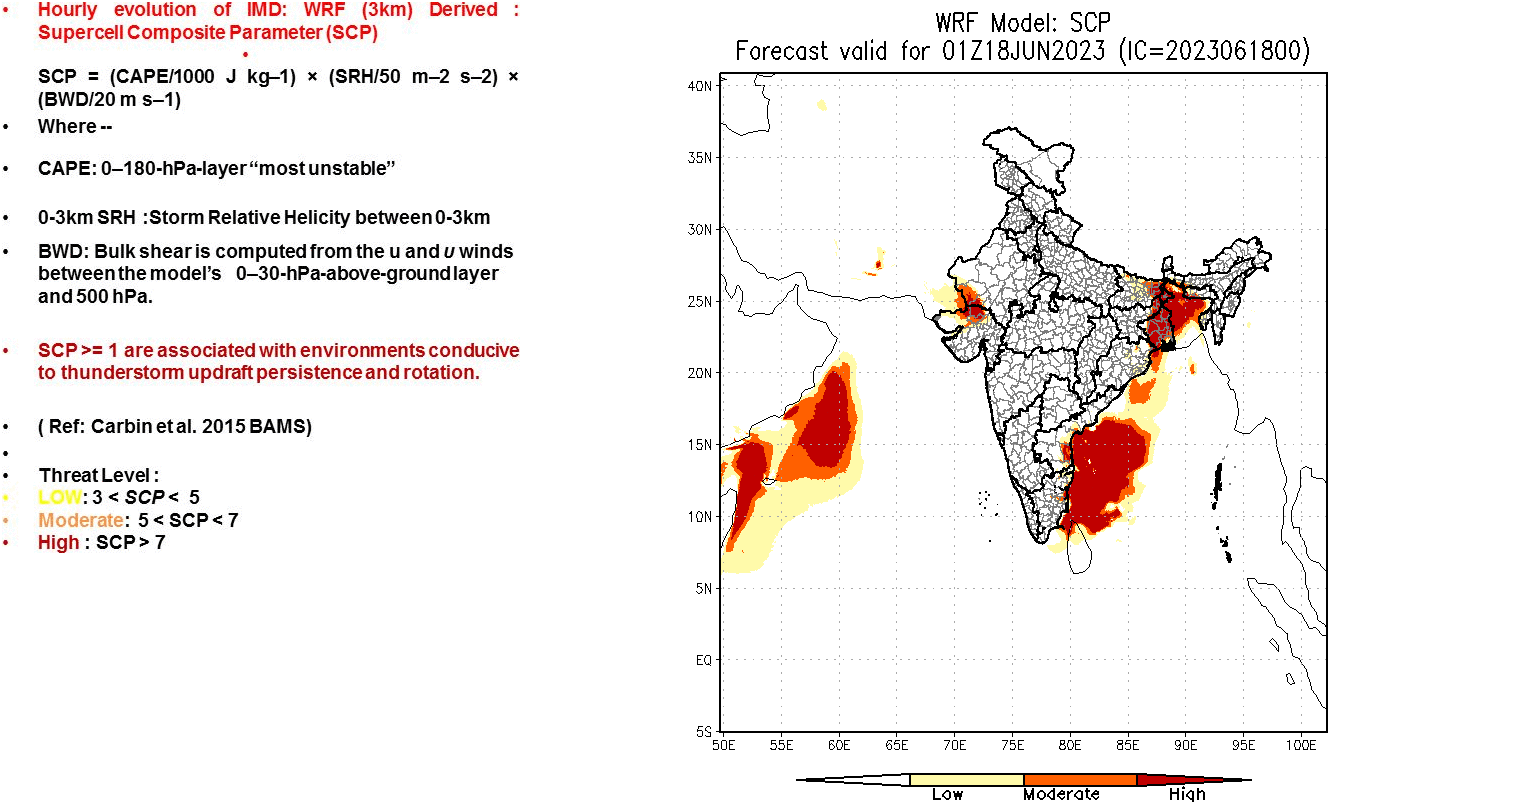 Hourly evolution of IMD: WRF (3km) Derived :
Supercell Composite Parameter (SCP)
SCP = (CAPE/1000 J kg–1) × (SRH/50 m–2 s–2) ×
(BWD/20 m s–1)
Where --
CAPE: 0–180-hPa-layer “most unstable”
0-3km SRH :Storm Relative Helicity between 0-3km
BWD: Bulk shear is computed from the u and υ winds
between the model’s 0–30-hPa-above-ground layer
and 500 hPa.
SCP >= 1 are associated with environments conducive
to thunderstorm updraft persistence and rotation.
( Ref: Carbin et al. 2015 BAMS)
Threat Level :
LOW: 3 < SCP < 5
Moderate: 5 < SCP < 7
High : SCP > 7
WRF Model: SCP
Forecast valid for 01Z18JUN2023 (IC=2023061800)
40N
35N
30N
25N
20N
15N
10N
5N
EQ
5S
50E 55E 60E 65E 70E 75E 80E 85E 90E 95E 100E
Low Moderate High